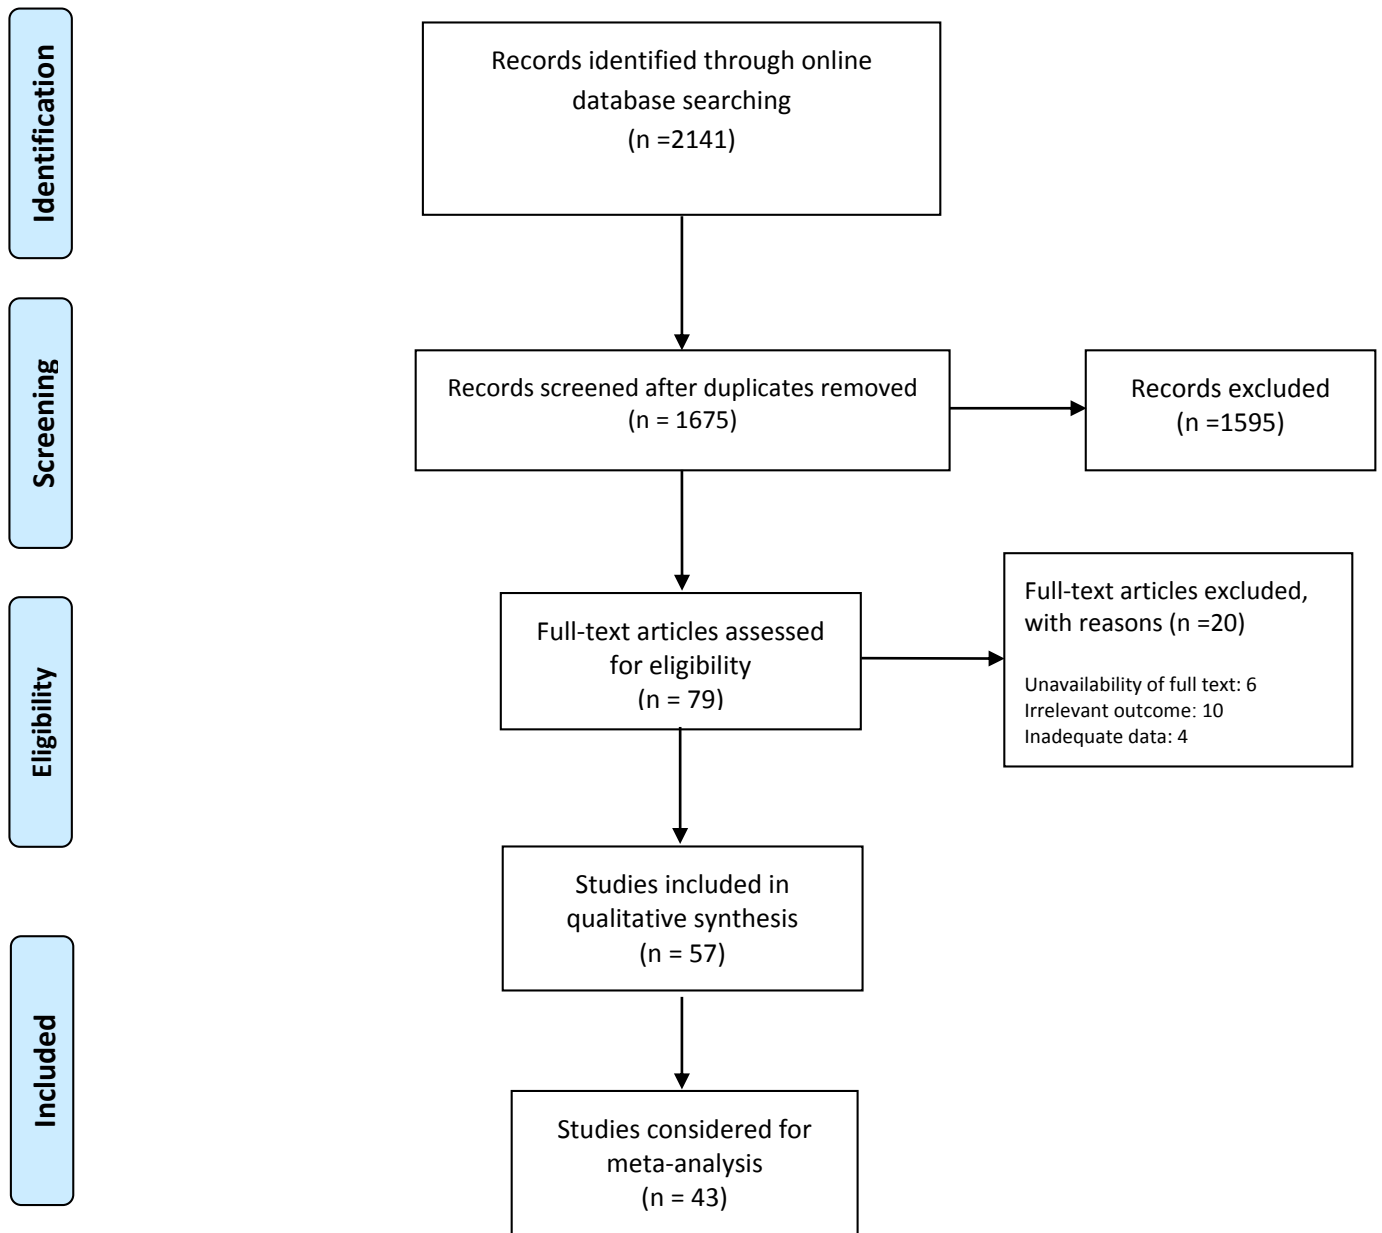 Identification
Records identified through online
database searching
(n =2141)
Screening
Records screened after duplicates removed
(n = 1675)
Records excluded
(n =1595)
Eligibility
Full-text articles assessed
for eligibility
(n = 79)
Full-text articles excluded,
with reasons (n =20)
Unavailability of full text: 6
Irrelevant outcome: 10
Inadequate data: 4
Studies included in
qualitative synthesis
(n = 57)
Included
Studies considered for
meta-analysis
(n = 43)